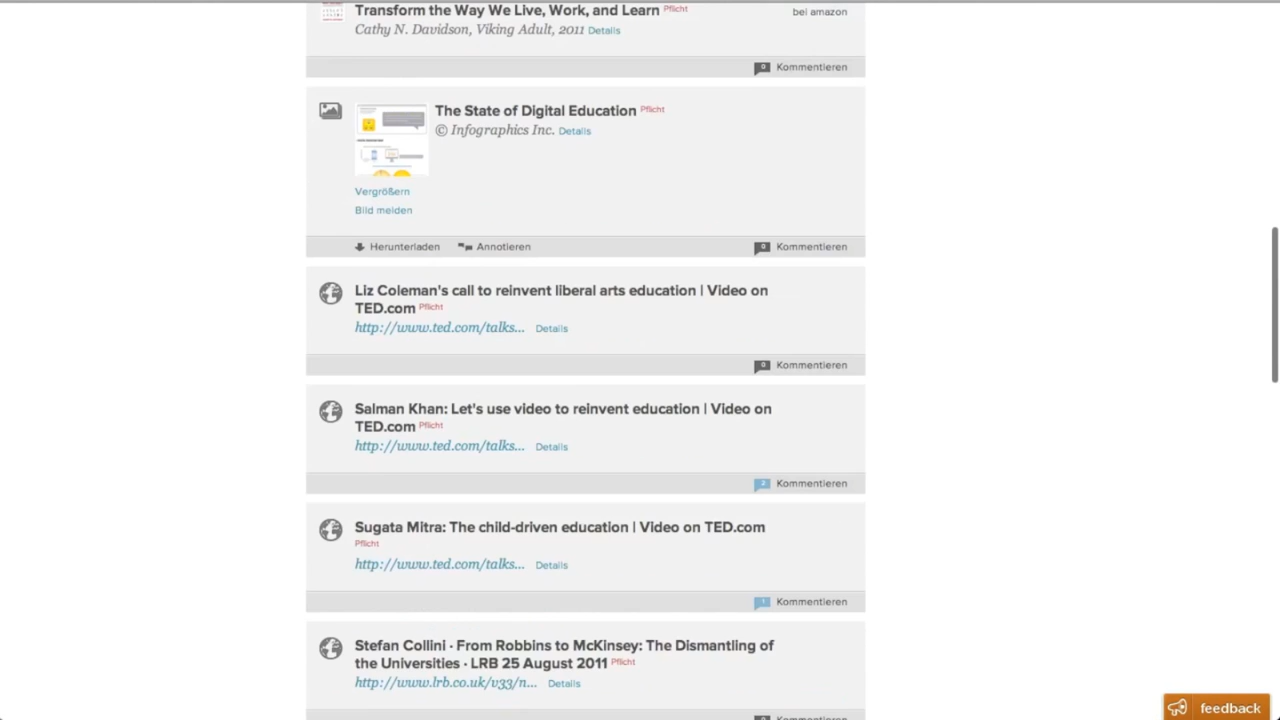 Transform the Way We Live, Work, and Learn Pflicht
bei amazon
Cathy N. Davidson, Viking Adult, 2011 Details
0 Kommentieren
The State of Digital Education Pflicht
© Infographics Inc. Details
Vergrößern
Bild melden
Herunterladen Annotieren 0 Kommentieren
Liz Coleman's call to reinvent liberal arts education | Video on
TED.com Pflicht
http://www.ted.com/talks... Details
0 Kommentieren
Salman Khan: Let's use video to reinvent education | Video on
TED.com Pflicht
http://www.ted.com/talks... Details
2 Kommentieren
Sugata Mitra: The child-driven education | Video on TED.com
Pflicht
http://www.ted.com/talks... Details
1 Kommentieren
Stefan Collini · From Robbins to McKinsey: The Dismantling of
the Universities · LRB 25 August 2011 Pflicht
http://www.lrb.co.uk/v33/n... Details
0 Kommentieren
feedback